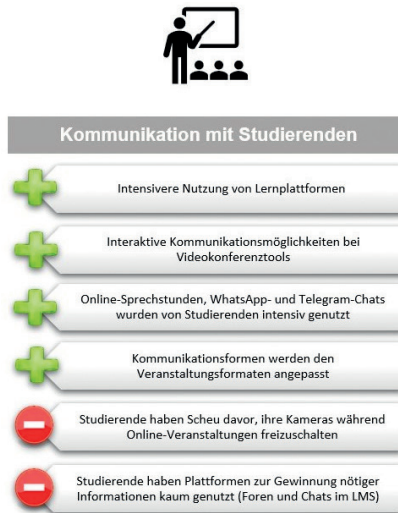 Kommunikation mit Studierenden
Intensivere Nutzung von Lernplattformen
Interaktive Kommunikationsmöglichkeiten bei
Videokonferenztools
Online-Sprechstunden, WhatsApp- und Telegram-Chats
wurden von Studierenden intensiv genutzt
Kommunikationsformen werden den
Veranstaltungsformaten angepasst
Studierende haben Scheu davor, ihre Kameras während
Online-Veranstaltungen freizuschalten
Studierende haben Plattformen zur Gewinnung nötiger
Informationen kaum genutzt (Foren und Chats im LMS)